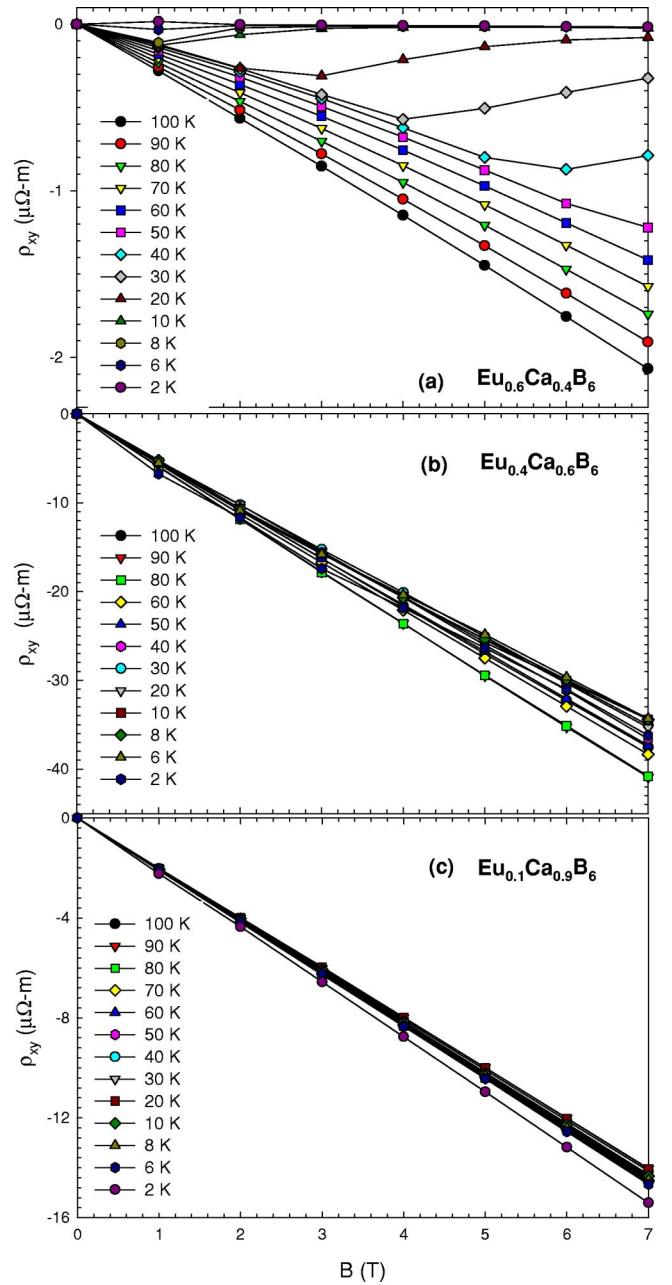 0
-1
-2
ρxy (μΩ-m)
100 K
90 K
80 K
70 K
60 K
50 K
40 K
30 K
20 K
10 K
8 K
6 K
2 K
(a) Eu0.6Ca0.4B6
0
-10
-20
-30
-40
ρxy (μΩ-m)
(b) Eu0.4Ca0.6B6
100 K
90 K
80 K
60 K
50 K
40 K
30 K
20 K
10 K
8 K
6 K
2 K
0
-4
-8
-12
-16
ρxy (μΩ-m)
(c) Eu0.1Ca0.9B6
100 K
90 K
80 K
70 K
60 K
50 K
40 K
30 K
20 K
10 K
8 K
6 K
2 K
0 1 2 3 4 5 6 7
B (T)